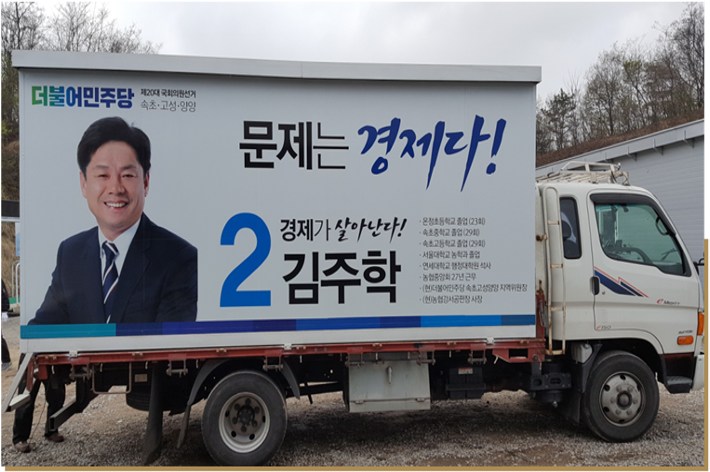 더불어민주당
제20대 국회의원선거
속초·고성·양양
문제는 경제다!
2
경제가 살아난다!
김주학
· 온정초등학교 졸업 (23회)
· 속초중학교 졸업 (29회)
· 속초고등학교 졸업 (29회)
· 서울대학교 농학과 졸업
· 연세대학교 행정대학원 석사
· 농협중앙회 27년 근무
· (현)더불어민주당 속초고성양양 지역위원장
· (현)농협강서공판장 사장